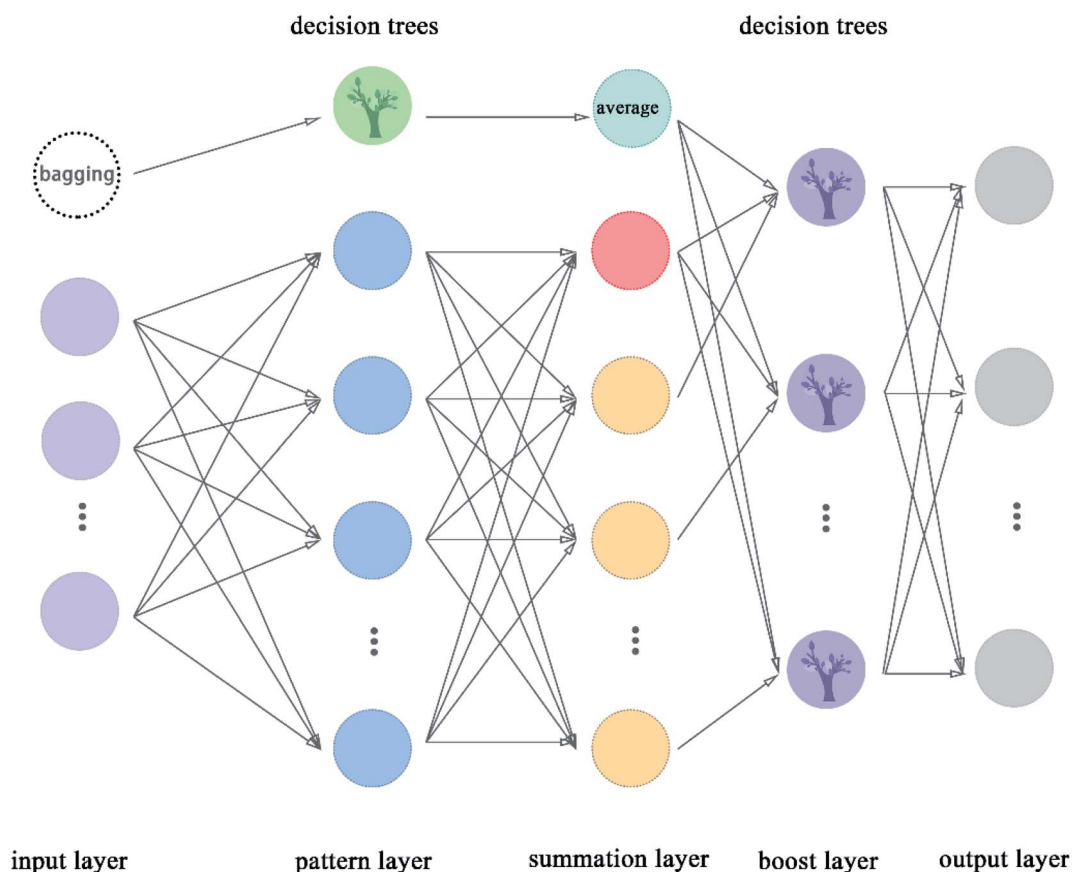 decision trees
decision trees
average
bagging
input layer
pattern layer
summation layer
boost layer
output layer